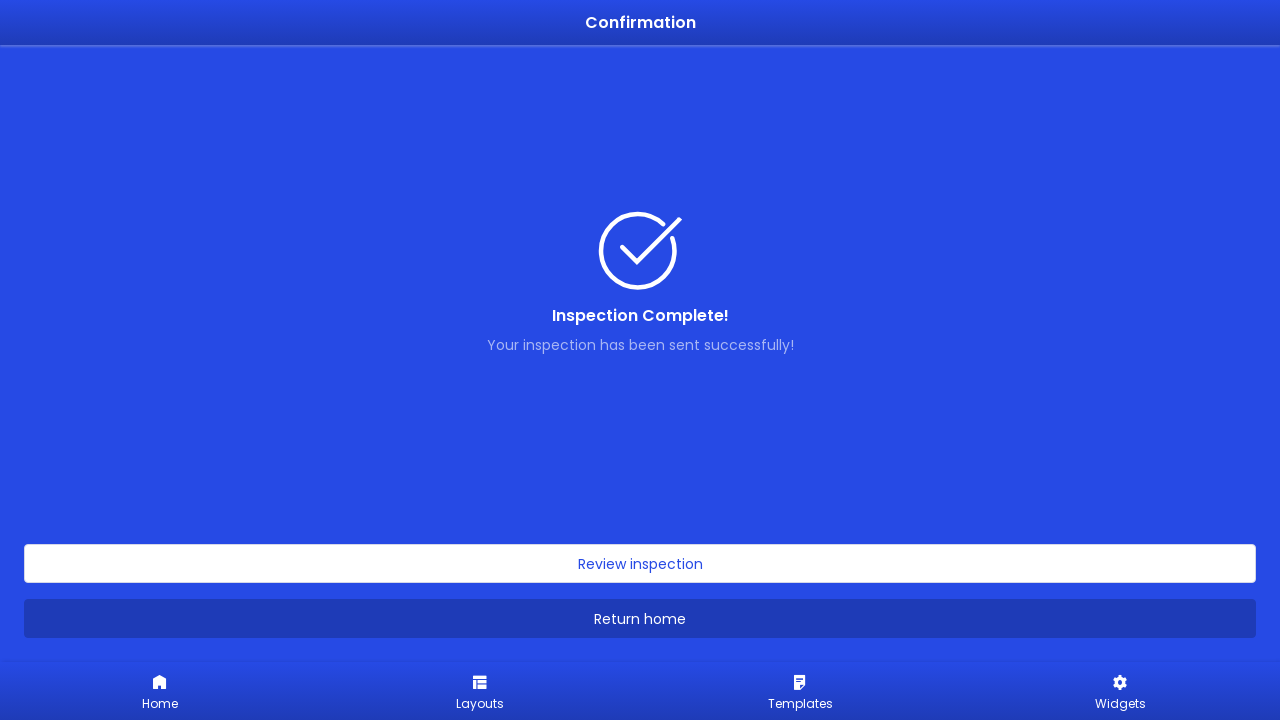 Confirmation
Inspection Complete!
Your inspection has been sent successfully!
Review inspection
Return home
Home
Layouts
Templates
Widgets